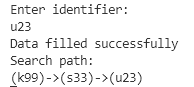 Enter identifier:
u23
Data filled successfully
Search path:
(k99)->(s33)->(u23)